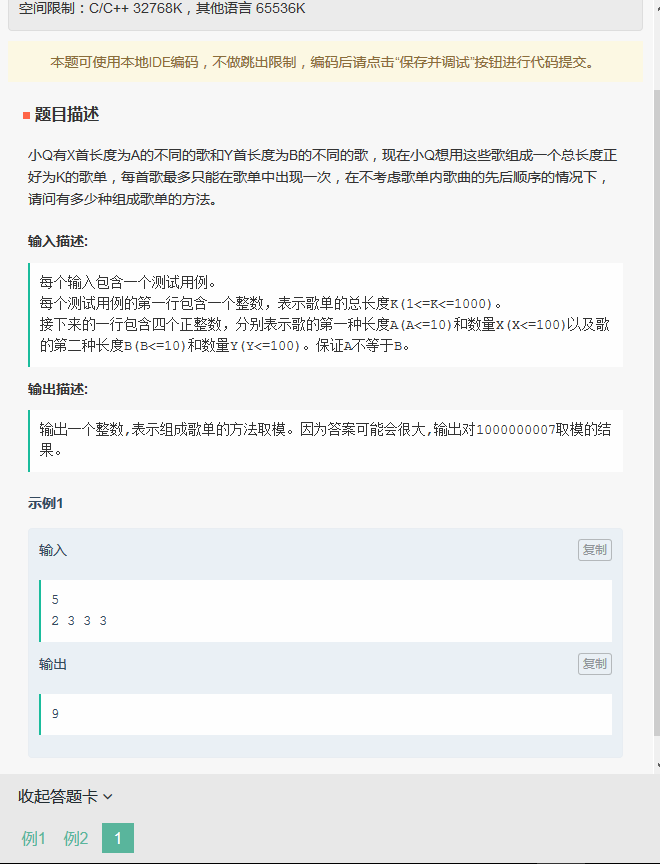 空间限制：C/C++ 32768K，其他语言 65536K
本题可使用本地IDE编码，不做跳出限制，编码后请点击“保存并调试”按钮进行代码提交。
题目描述
小Q有X首长度为A的不同的歌和Y首长度为B的不同的歌，现在小Q想用这些歌组成一个总长度正
好为K的歌单，每首歌最多只能在歌单中出现一次，在不考虑歌单内歌曲的先后顺序的情况下，
请问有多少种组成歌单的方法。
输入描述:
每个输入包含一个测试用例。
每个测试用例的第一行包含一个整数，表示歌单的总长度K(1<=K<=1000)。
接下来的一行包含四个正整数，分别表示歌的第一种长度A(A<=10)和数量X(X<=100)以及歌
的第二种长度B(B<=10)和数量Y(Y<=100)。保证A不等于B。
输出描述:
输出一个整数,表示组成歌单的方法取模。因为答案可能会很大,输出对1000000007取模的结
果。
示例1
输入
复制
5
2 3 3 3
输出
复制
9
收起答题卡
例1 例2 1